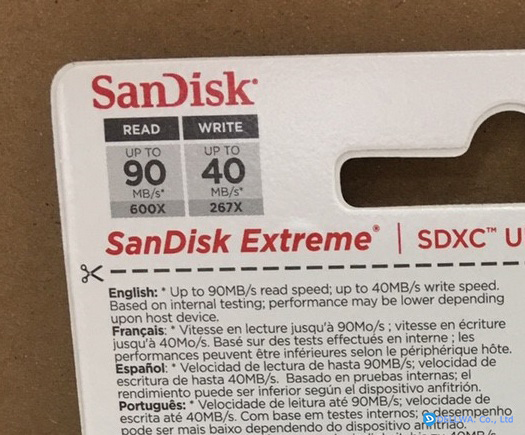 SanDisk®
READ WRITE
UP TO UP TO
90 40
MB/s* MB/s*
600X 267X
SanDisk Extreme® | SDXC™ U
English: * Up to 90MB/s read speed; up to 40MB/s write speed.
Based on internal testing; performance may be lower depending
upon host device.
Français: * Vitesse en lecture jusqu'à 90Mo/s ; vitesse en écriture
jusqu'à 40Mo/s. Basé sur des tests effectués en interne ; les
performances peuvent être inférieures selon le périphérique hôte.
Español: * Velocidad de lectura de hasta 90MB/s; velocidad de
escritura de hasta 40MB/s. Basado en pruebas internas; el
rendimiento puede ser inferior según el dispositivo anfitrión.
Português: * Velocidade de leitura até 90MB/s; velocidade de
escrita até 40MB/s. Com base em testes internos; o desempenho
pode ser mais baixo dependendo do dispositivo anfitrião.
Co., Ltd